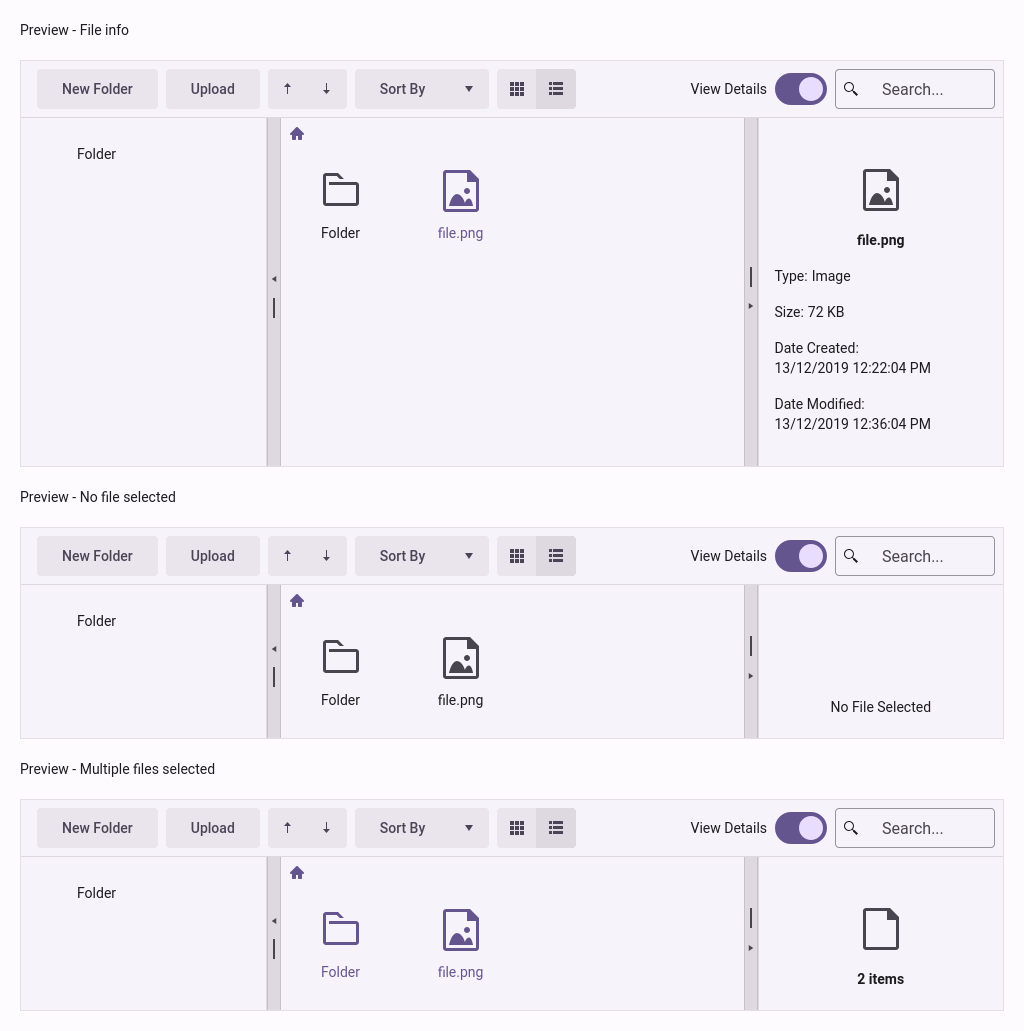 Preview - File info
New Folder Upload Sort By View Details Search...
Folder
Folder file.png
file.png
Type: Image
Size: 72 KB
Date Created:
13/12/2019 12:22:04 PM
Date Modified:
13/12/2019 12:36:04 PM
Preview - No file selected
New Folder Upload Sort By View Details Search...
Folder
Folder file.png
No File Selected
Preview - Multiple files selected
New Folder Upload Sort By View Details Search...
Folder
Folder file.png
2 items